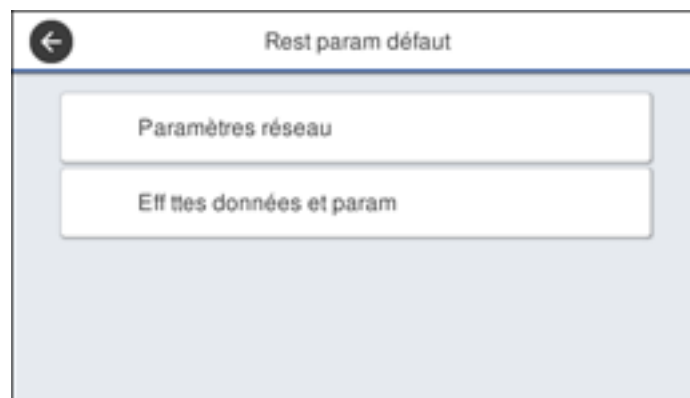 Rest param défaut
Paramètres réseau
Eff ttes données et param